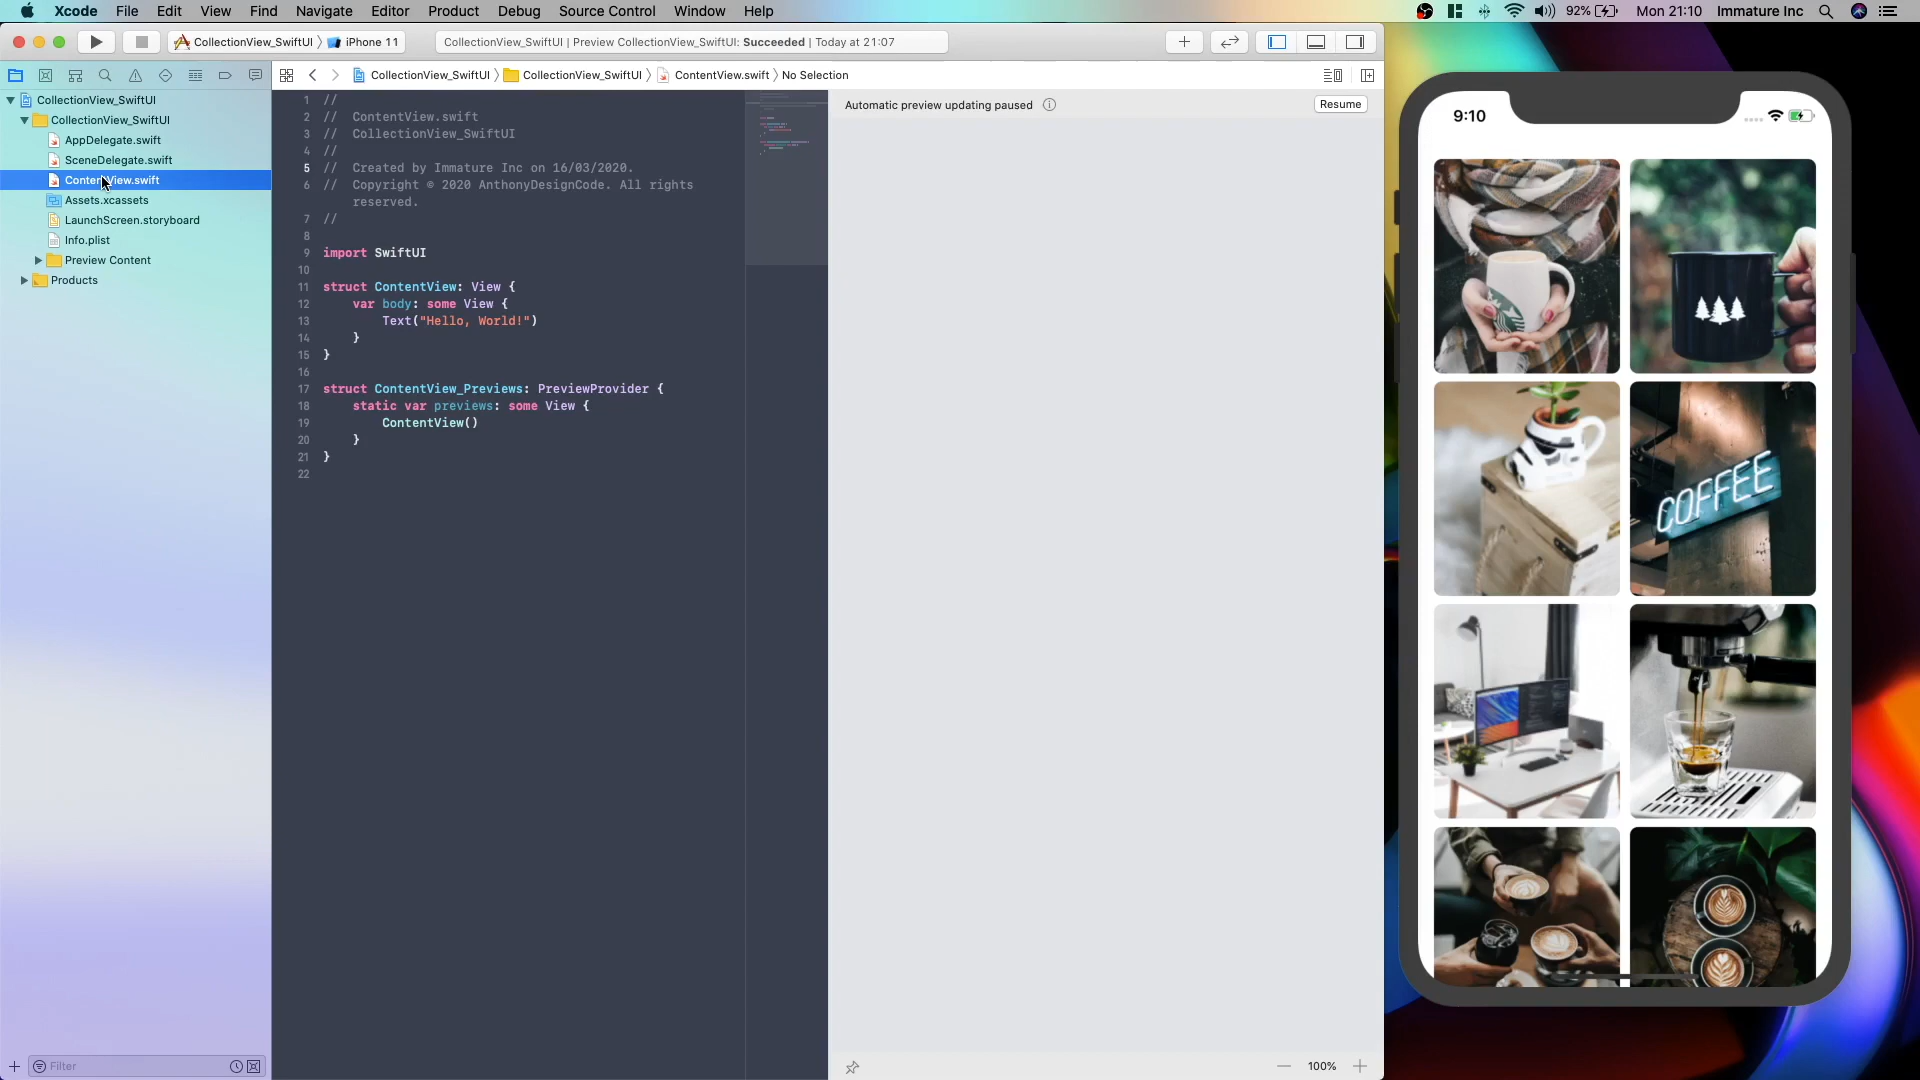 Xcode File Edit View Find Navigate Editor Product Debug Source Control Window Help
92% Mon 21:10 Immature Inc
CollectionView_SwiftUI iPhone 11
CollectionView_SwiftUI | Preview CollectionView_SwiftUI: Succeeded | Today at 21:07
CollectionView_SwiftUI
CollectionView_SwiftUI
AppDelegate.swift
SceneDelegate.swift
ContentView.swift
Assets.xcassets
LaunchScreen.storyboard
Info.plist
Preview Content
Products
Filter
CollectionView_SwiftUI CollectionView_SwiftUI ContentView.swift No Selection
1 //
2 // ContentView.swift
3 // CollectionView_SwiftUI
4 //
5 // Created by Immature Inc on 16/03/2020.
6 // Copyright © 2020 AnthonyDesignCode. All rights
reserved.
7 //
8
9 import SwiftUI
10
11 struct ContentView: View {
12 var body: some View {
13 Text("Hello, World!")
14 }
15 }
16
17 struct ContentView_Previews: PreviewProvider {
18 static var previews: some View {
19 ContentView()
20 }
21 }
22
Automatic preview updating paused
Resume
100%
9:10
COFFEE